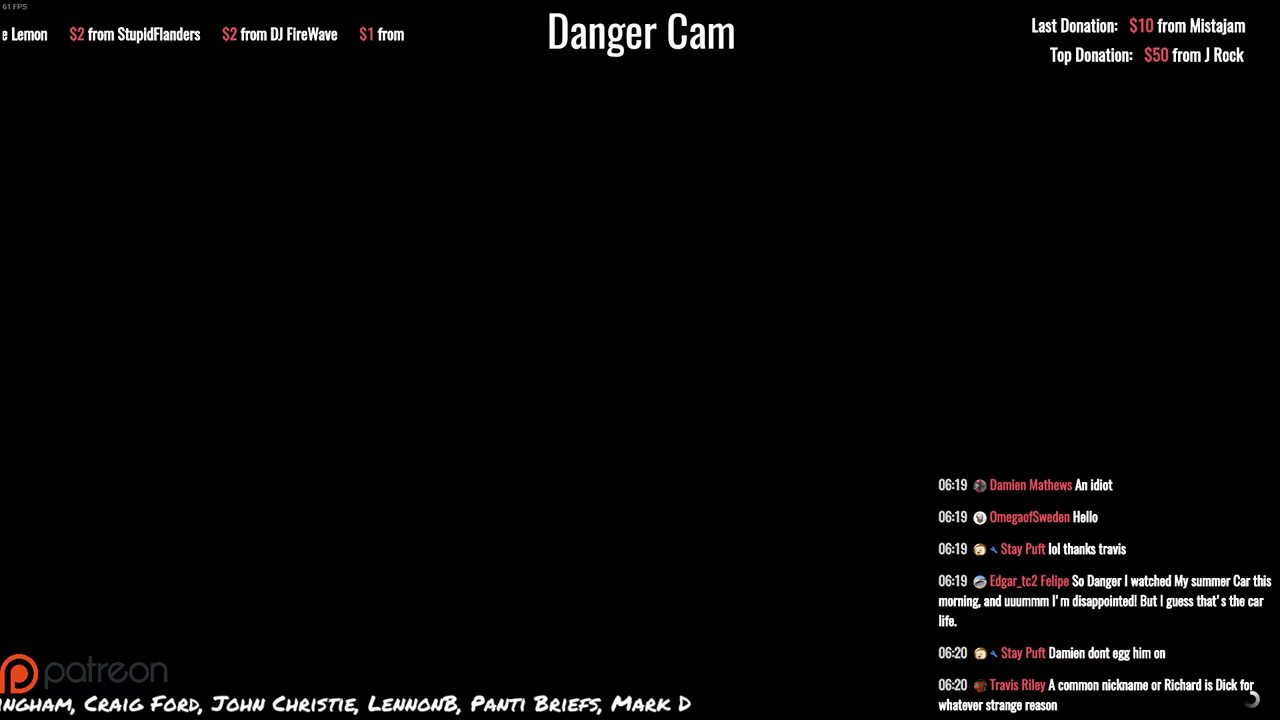 61 FPS
e Lemon $2 from StupidFlanders $2 from DJ FireWave $1 from
Danger Cam
Last Donation: $10 from Mistajam
Top Donation: $50 from J Rock
06:19 Damien Mathews An idiot
06:19 OmegaofSweden Hello
06:19 Stay Puft lol thanks travis
06:19 Edgar_tc2 Felipe So Danger I watched My summer Car this
morning, and uuummm I'm disappointed! But I guess that's the car
life.
06:20 Stay Puft Damien dont egg him on
06:20 Travis Riley A common nickname or Richard is Dick for
whatever strange reason
patreon
INGHAM, CRAIG FORD, JOHN CHRISTIE, LENNONB, PANTI BRIEFS, MARK D